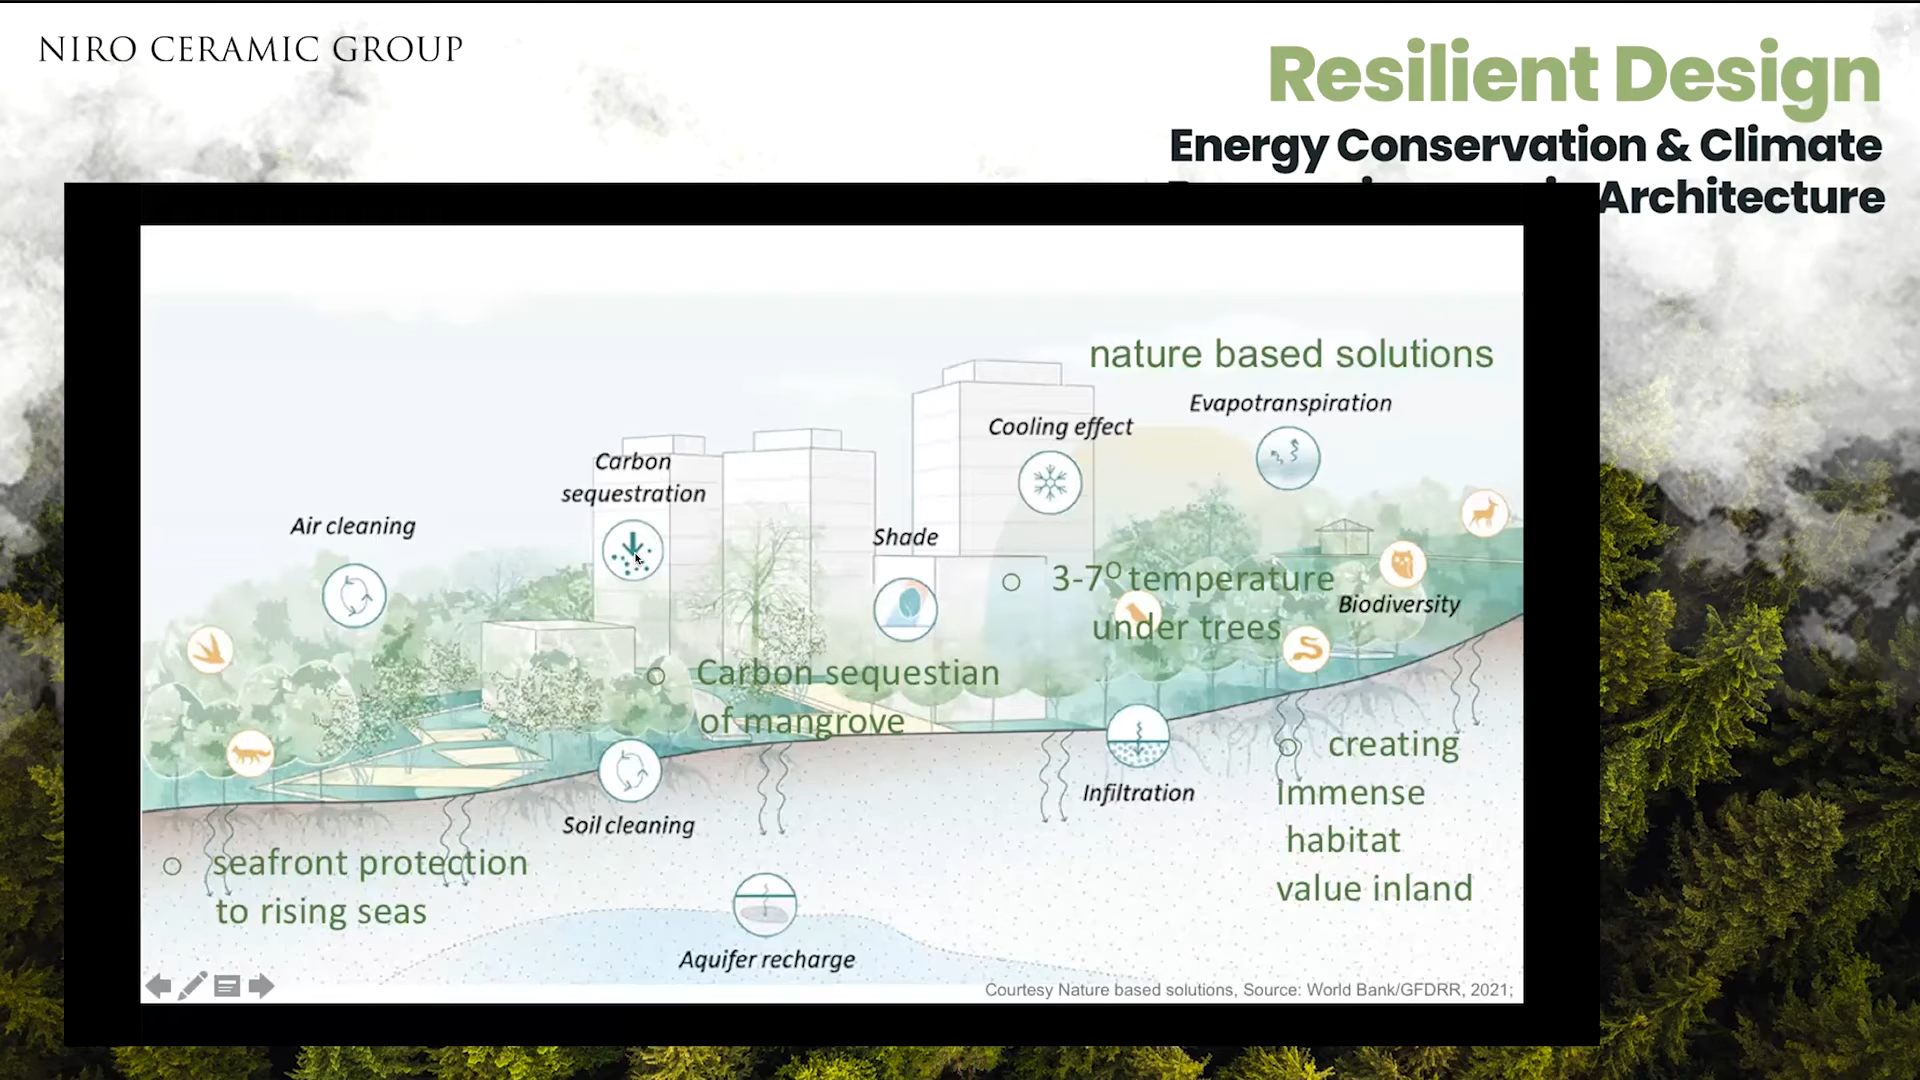 NIRO CERAMIC GROUP
Resilient Design
Energy Conservation & Climate
Architecture
nature based solutions
Evapotranspiration
Cooling effect
Carbon
sequestration
Air cleaning
Shade
3-7º temperature
under trees
Biodiversity
Carbon sequestian
of mangrove
creating
Immense
habitat
value inland
Infiltration
Soil cleaning
seafront protection
to rising seas
Aquifer recharge
Courtesy Nature based solutions, Source: World Bank/GFDRR, 2021;